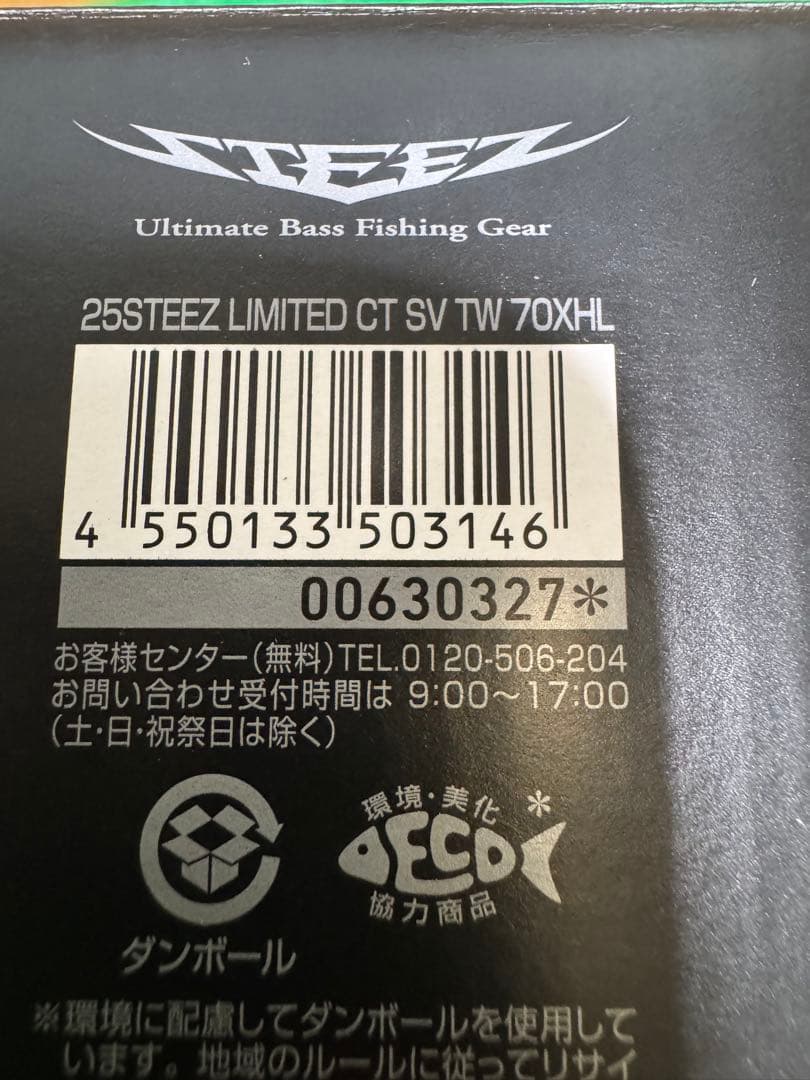 STEEZ
Ultimate Bass Fishing Gear
25STEEZ LIMITED CT SV TW 70XHL
4 550133 503146
00630327*
お客様センター(無料)TEL.0120-506-204
お問い合わせ受付時間は 9:00～17:00
(土・日・祝祭日は除く)
環境・美化*
ECO
協力商品
ダンボール
※環境に配慮してダンボールを使用して
います。地域のルールに従ってリサイ